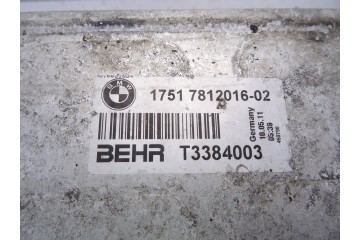 BMW
1751 7812016-02
Germany
18.05.11
05:39
BEHR T3384003